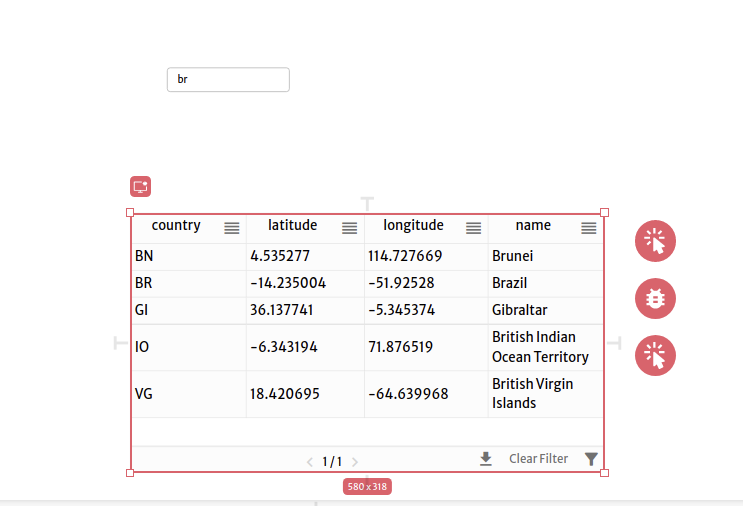 br
country latitude longitude name
BN 4.535277 114.727669 Brunei
BR -14.235004 -51.92528 Brazil
GI 36.137741 -5.345374 Gibraltar
IO -6.343194 71.876519 British Indian
Ocean Territory
VG 18.420695 -64.639968 British Virgin
Islands
1 / 1 Clear Filter
580 x 318